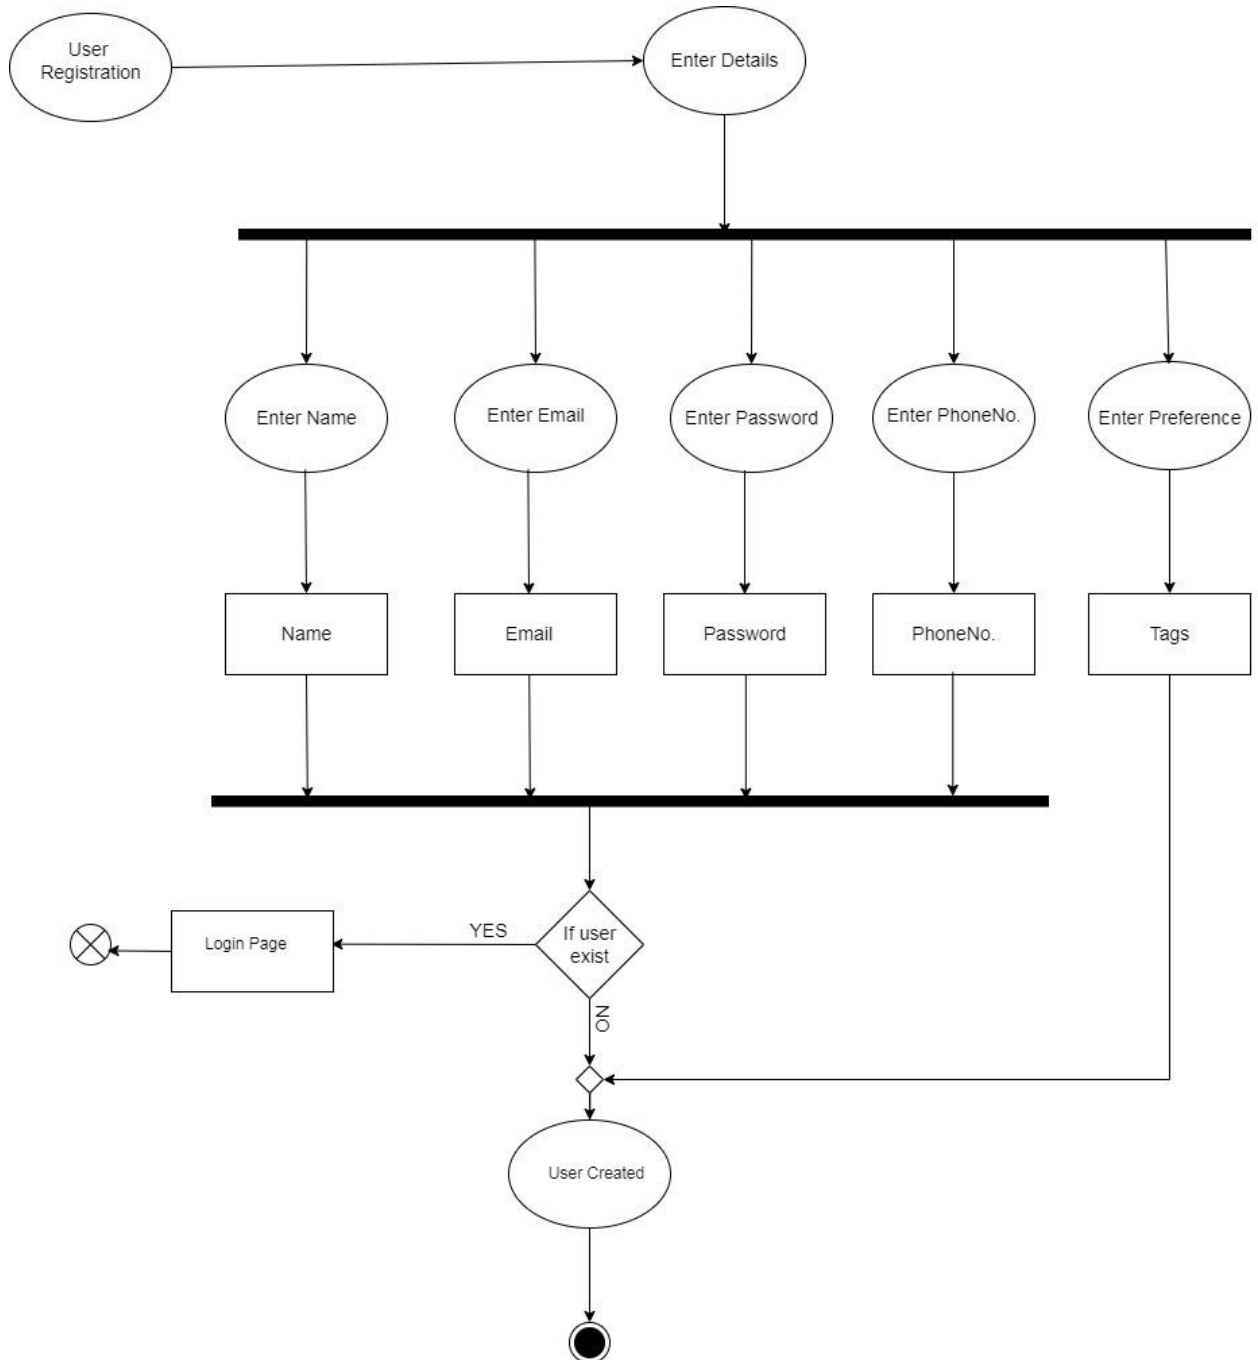 User
Registration
Enter Details
Enter Name
Enter Email
Enter Password
Enter PhoneNo.
Enter Preference
Name
Email
Password
PhoneNo.
Tags
Login Page
YES
If user
exist
NO
User Created